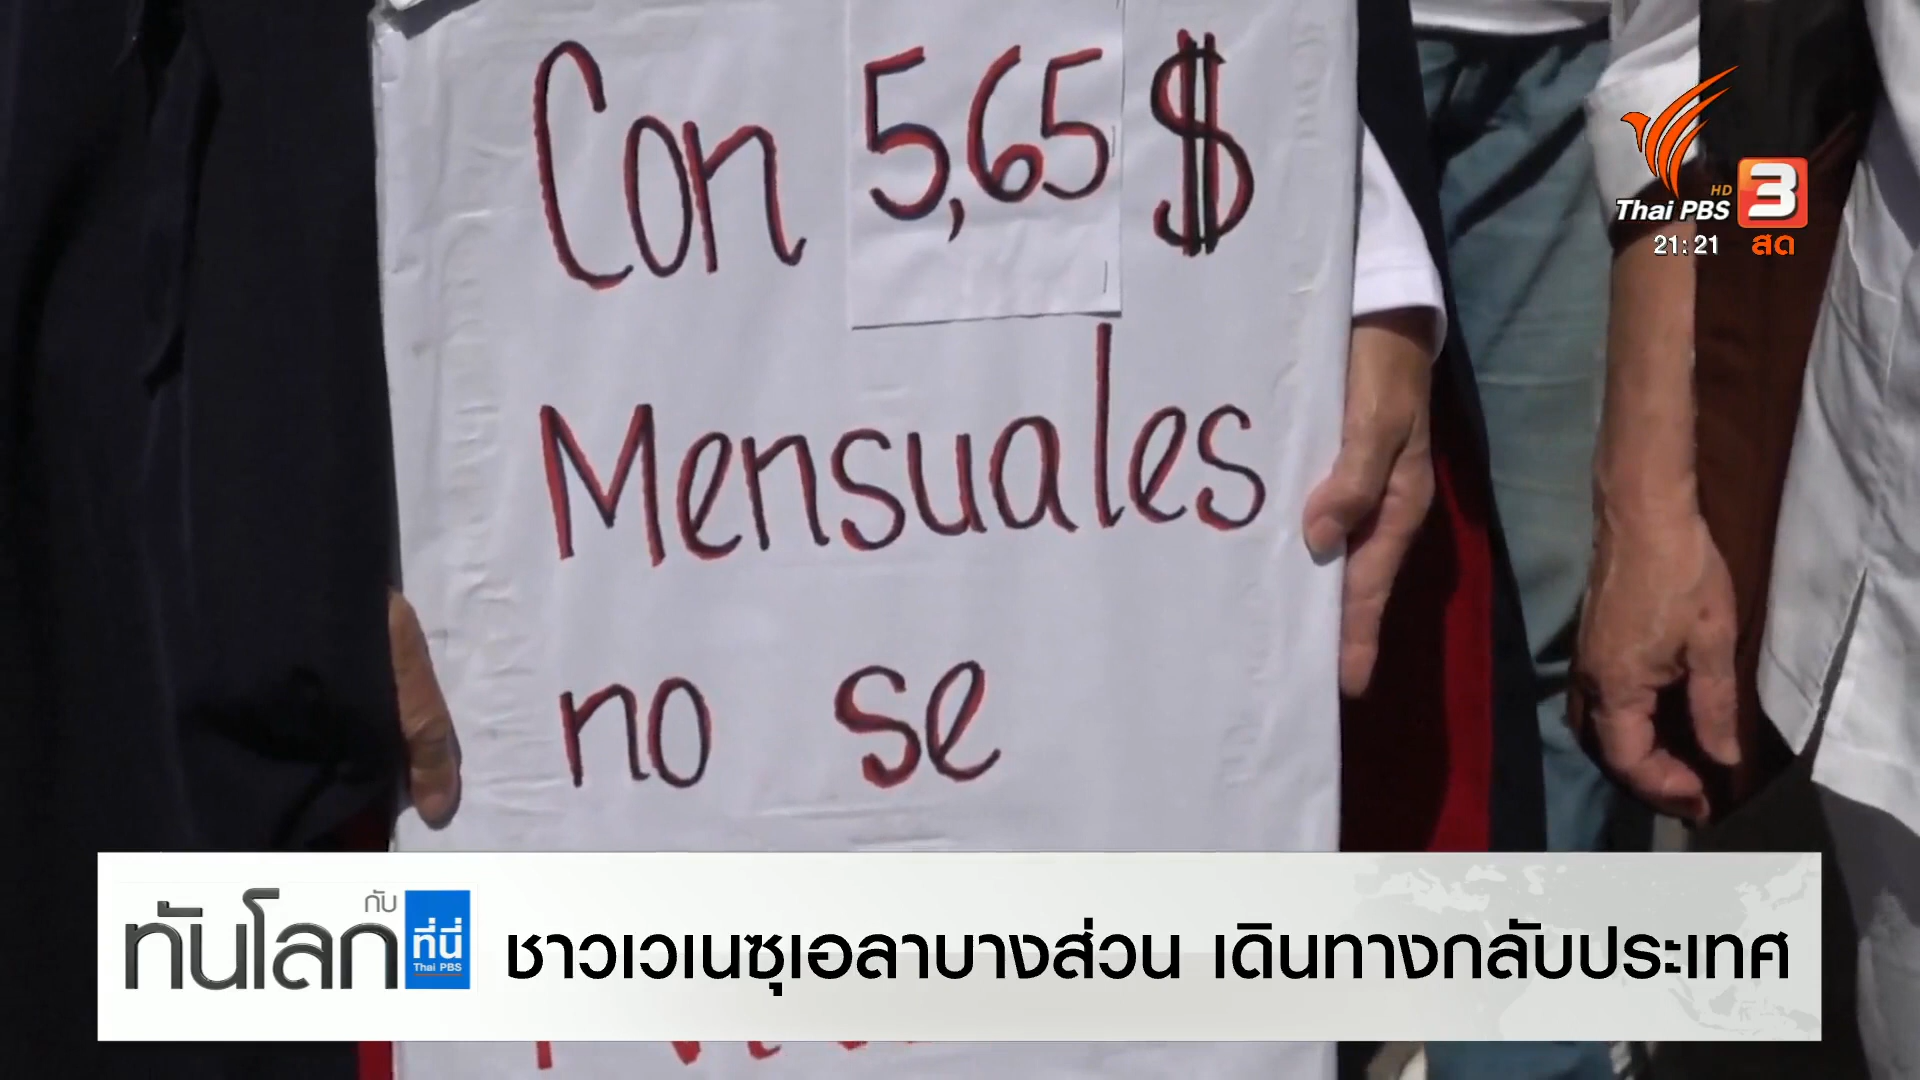 Con 5,65 $
Mensuales
no se
HD
Thai PBS 3
21:21 สด
ทันโลก กับ ที่นี่ Thai PBS
ชาวเวเนซุเอลาบางส่วน เดินทางกลับประเทศ